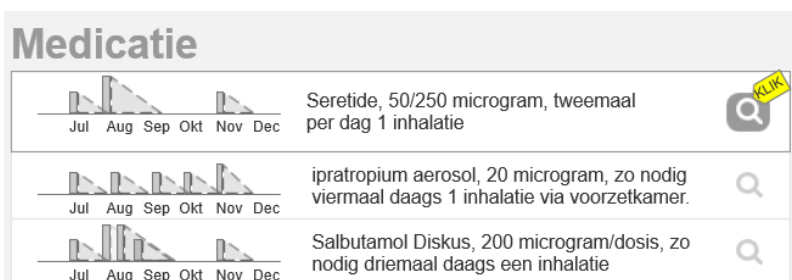 Medicatie
Seretide, 50/250 microgram, tweemaal
per dag 1 inhalatie
KLIK
Jul Aug Sep Okt Nov Dec
ipratropium aerosol, 20 microgram, zo nodig
viermaal daags 1 inhalatie via voorzetkamer.
Jul Aug Sep Okt Nov Dec
Salbutamol Diskus, 200 microgram/dosis, zo
nodig driemaal daags een inhalatie
Jul Aug Sep Okt Nov Dec